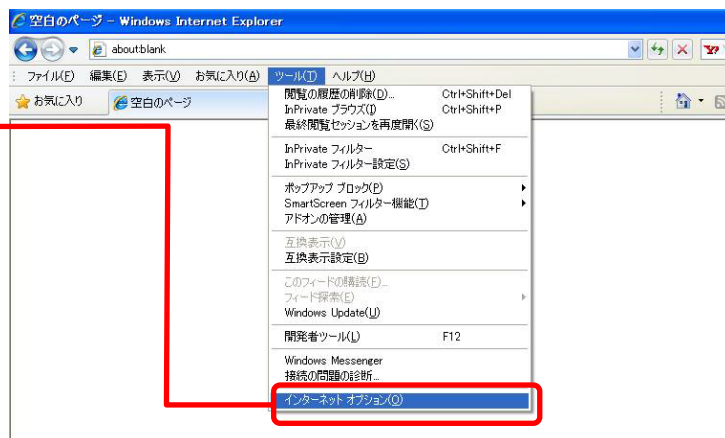 空白のページ - Windows Internet Explorer
about:blank
ファイル(F) 編集(E) 表示(V) お気に入り(A) ツール(T) ヘルプ(H)
お気に入り 空白のページ
閲覧の履歴の削除(D)... Ctrl+Shift+Del
InPrivate ブラウズ(I) Ctrl+Shift+P
最終閲覧セッションを再度開く(S)
InPrivate フィルター Ctrl+Shift+F
InPrivate フィルター設定(S)
ポップアップ ブロック(P)
SmartScreen フィルター機能(T)
アドオンの管理(A)
互換表示(V)
互換表示設定(B)
このフィードの購読(F)...
フィード探索(E)
Windows Update(U)
開発者ツール(L) F12
Windows Messenger
接続の問題の診断...
インターネット オプション(O)